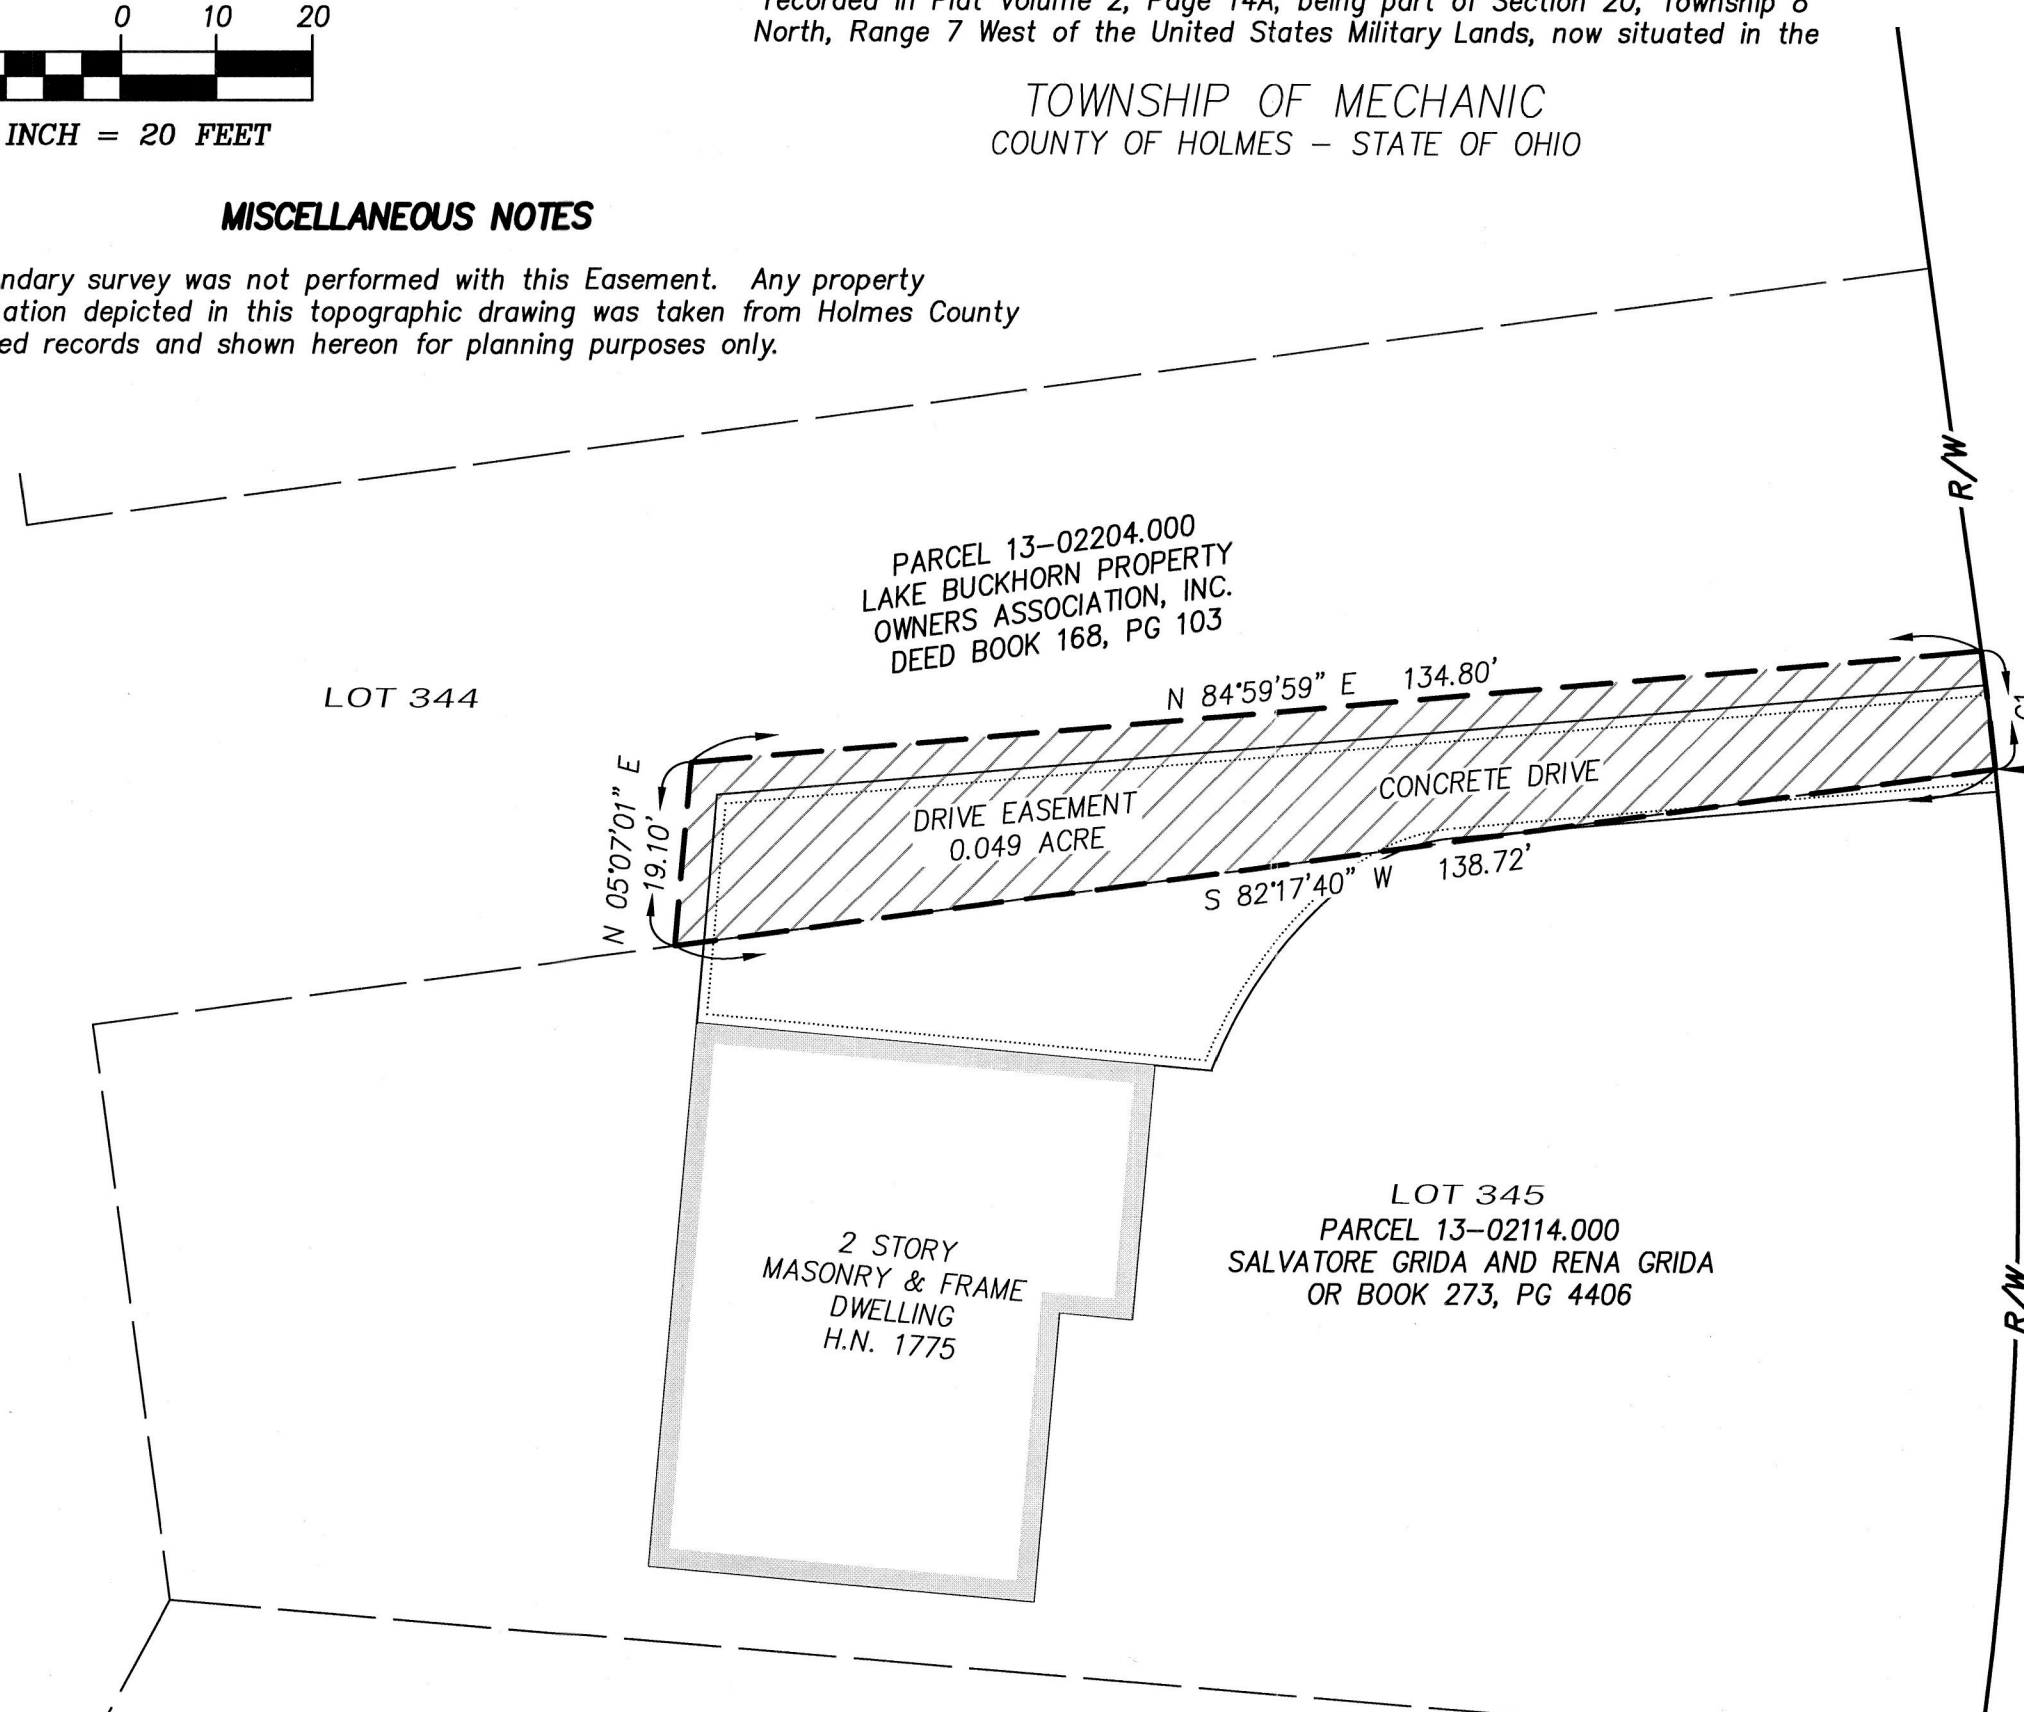 0 10 20
INCH = 20 FEET
recorded in Plat Volume 2, Page 14A, being part of Section 20, Township 8
North, Range 7 West of the United States Military Lands, now situated in the
TOWNSHIP OF MECHANIC
COUNTY OF HOLMES – STATE OF OHIO
MISCELLANEOUS NOTES
ndary survey was not performed with this Easement. Any property
ation depicted in this topographic drawing was taken from Holmes County
ed records and shown hereon for planning purposes only.
R/W
PARCEL 13–02204.000
LAKE BUCKHORN PROPERTY
OWNERS ASSOCIATION, INC.
DEED BOOK 168, PG 103
LOT 344
N 84°59'59" E 134.80'
C1
N 05°07'01" E
19.10'
DRIVE EASEMENT
0.049 ACRE
CONCRETE DRIVE
S 82°17'40" W 138.72'
2 STORY
MASONRY & FRAME
DWELLING
H.N. 1775
LOT 345
PARCEL 13–02114.000
SALVATORE GRIDA AND RENA GRIDA
OR BOOK 273, PG 4406
R/W